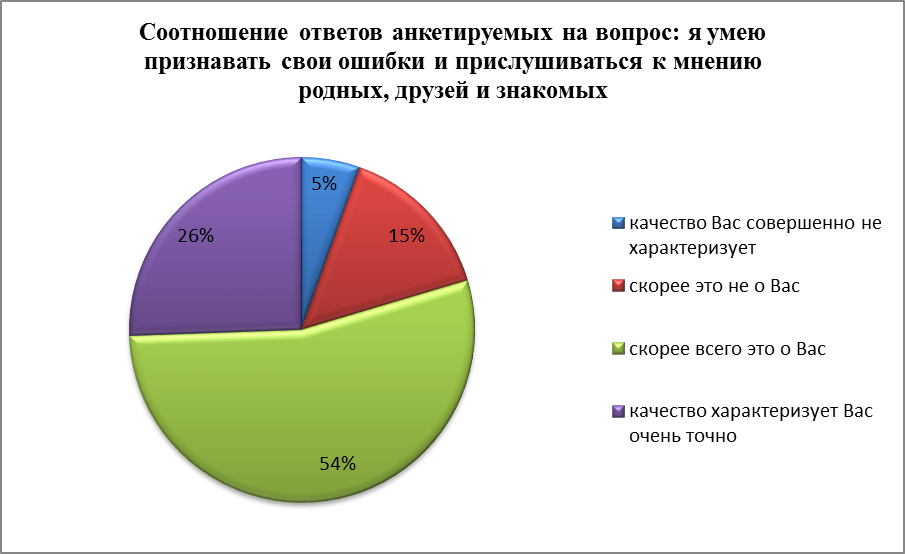 Соотношение ответов анкетируемых на вопрос: я умею
признавать свои ошибки и прислушиваться к мнению
родных, друзей и знакомых
5%
15%
26%
54%
качество Вас совершенно не
характеризует
скорее это не о Вас
скорее всего это о Вас
качество характеризует Вас
очень точно